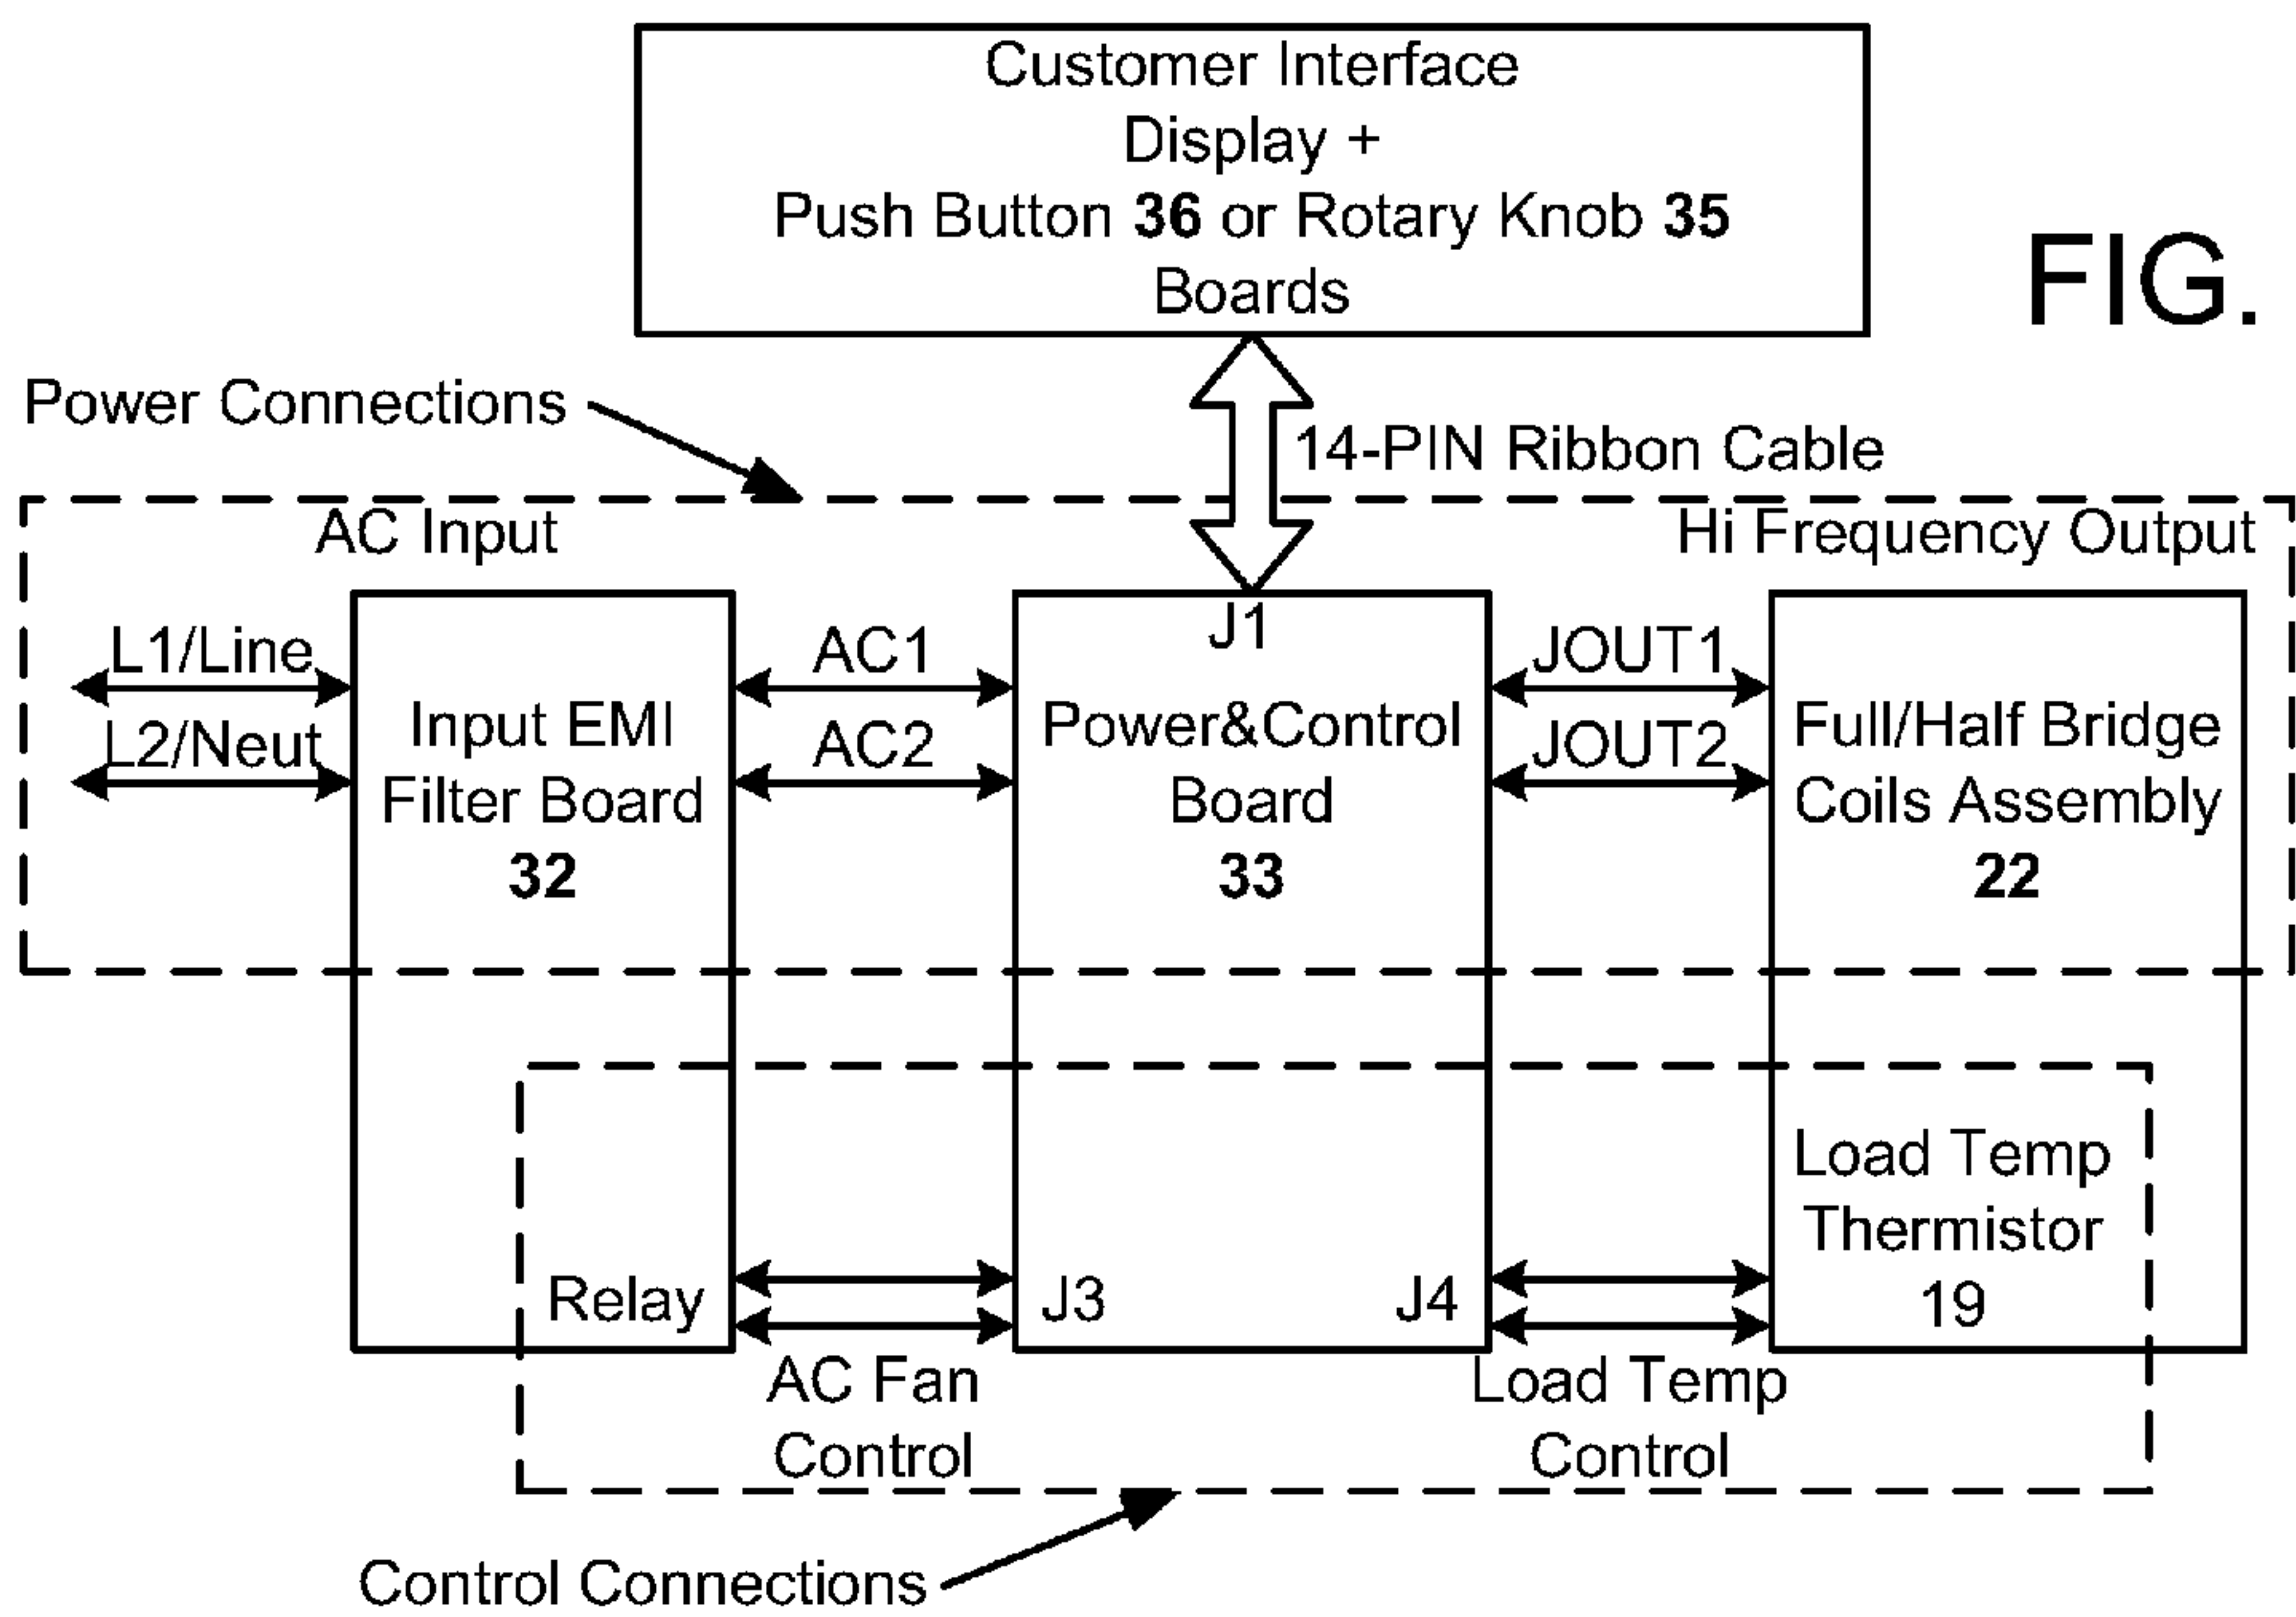 Customer Interface
Display +
Push Button 36 or Rotary Knob 35
Boards
FIG.
Power Connections
14-PIN Ribbon Cable
AC Input
Hi Frequency Output
L1/Line
L2/Neut
Input EMI
Filter Board
32
AC1
AC2
J1
Power&Control
Board
33
JOUT1
JOUT2
Full/Half Bridge
Coils Assembly
22
Relay
J3
J4
Load Temp
Thermistor
19
AC Fan
Control
Load Temp
Control
Control Connections